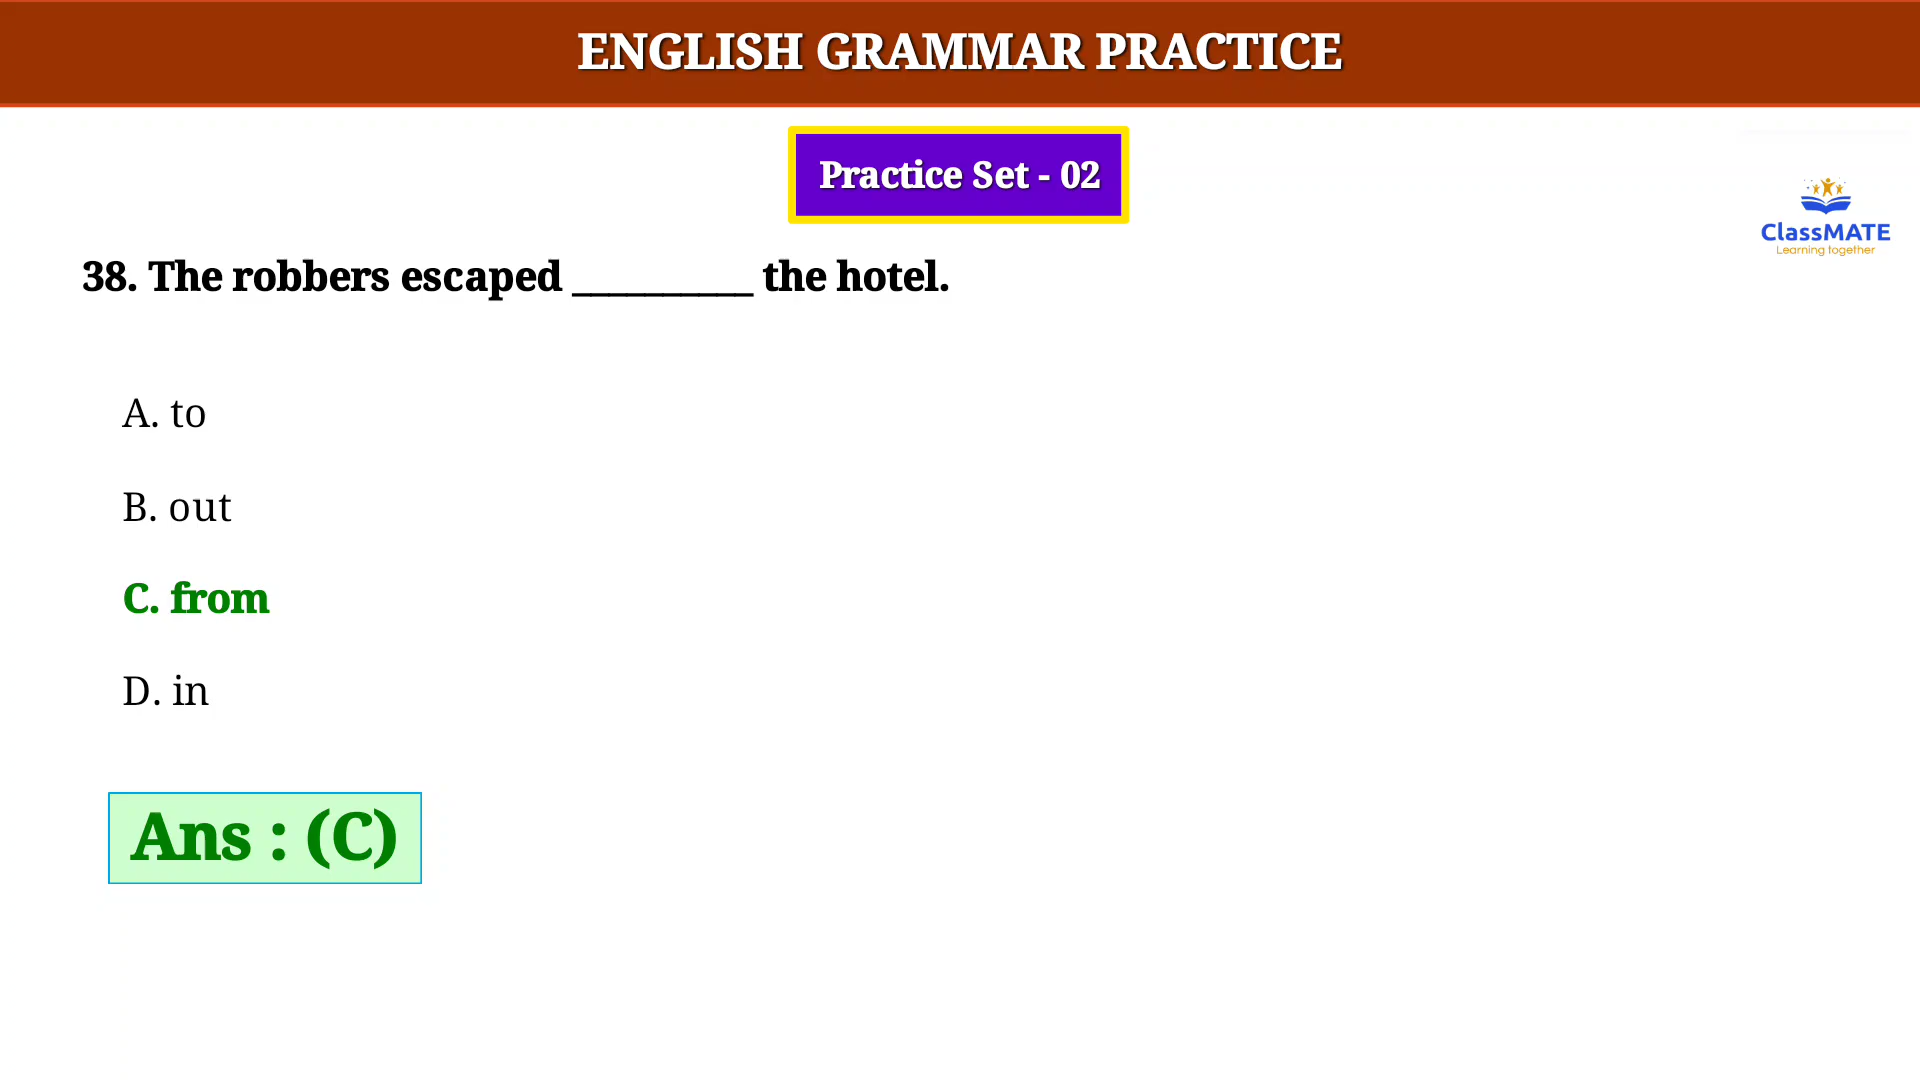 ENGLISH GRAMMAR PRACTICE
Practice Set - 02
ClassMATE
Learning together
38. The robbers escaped __________ the hotel.
A. to
B. out
C. from
D. in
Ans : (C)